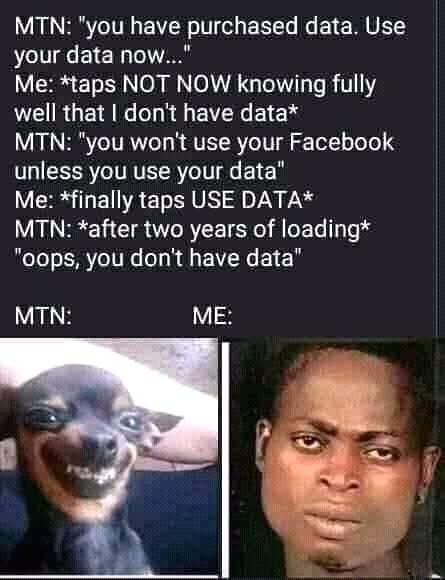 MTN: "you have purchased data. Use
your data now..."
Me: *taps NOT NOW knowing fully
well that I don't have data*
MTN: "you won't use your Facebook
unless you use your data"
Me: *finally taps USE DATA*
MTN: *after two years of loading*
"oops, you don't have data"
MTN: ME: